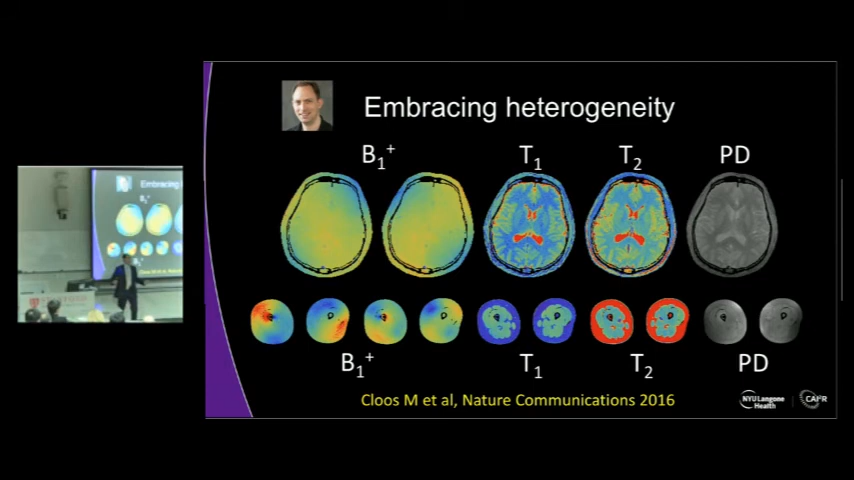 Embracing heterogeneity
B₁⁺ T₁ T₂ PD
B₁⁺ T₁ T₂ PD
Cloos M et al, Nature Communications 2016
NYU Langone
Health
CAI²R
Embracing